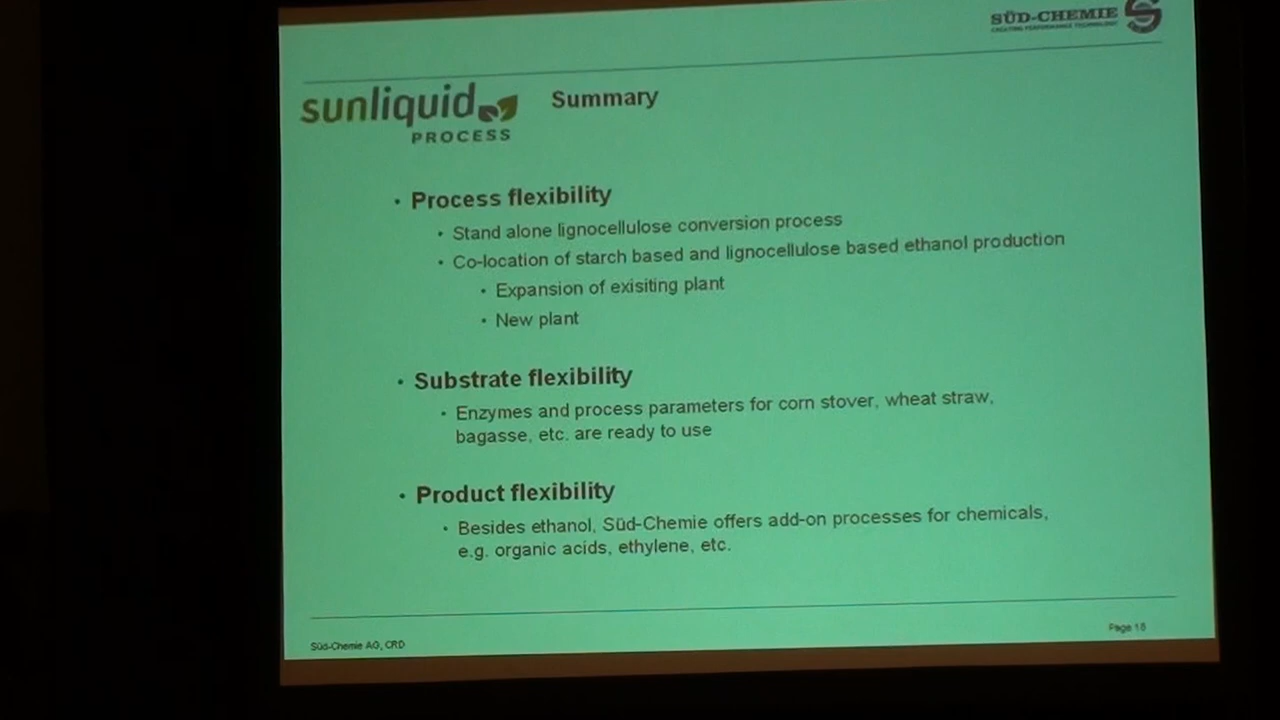 SÜD-CHEMIE
CREATING PERFORMANCE TECHNOLOGY
sunliquid
PROCESS
Summary
• Process flexibility
• Stand alone lignocellulose conversion process
• Co-location of starch based and lignocellulose based ethanol production
• Expansion of exisiting plant
• New plant
• Substrate flexibility
• Enzymes and process parameters for corn stover, wheat straw,
bagasse, etc. are ready to use
• Product flexibility
• Besides ethanol, Süd-Chemie offers add-on processes for chemicals,
e.g. organic acids, ethylene, etc.
Süd-Chemie AG, CRD